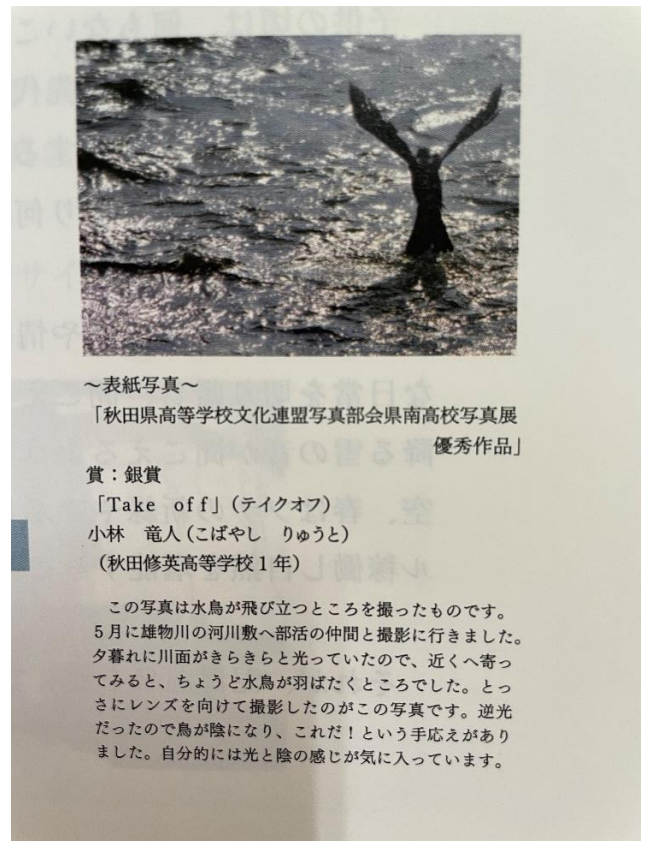 ～表紙写真～
「秋田県高等学校文化連盟写真部会県南高校写真展
優秀作品」
賞：銀賞
「Take off」（テイクオフ）
小林　竜人（こばやし　りゅうと）
（秋田修英高等学校１年）
この写真は水鳥が飛び立つところを撮ったものです。
５月に雄物川の河川敷へ部活の仲間と撮影に行きました。
夕暮れに川面がきらきらと光っていたので、近くへ寄っ
てみると、ちょうど水鳥が羽ばたくところでした。とっ
さにレンズを向けて撮影したのがこの写真です。逆光
だったので鳥が陰になり、これだ！という手応えがあり
ました。自分的には光と陰の感じが気に入っています。